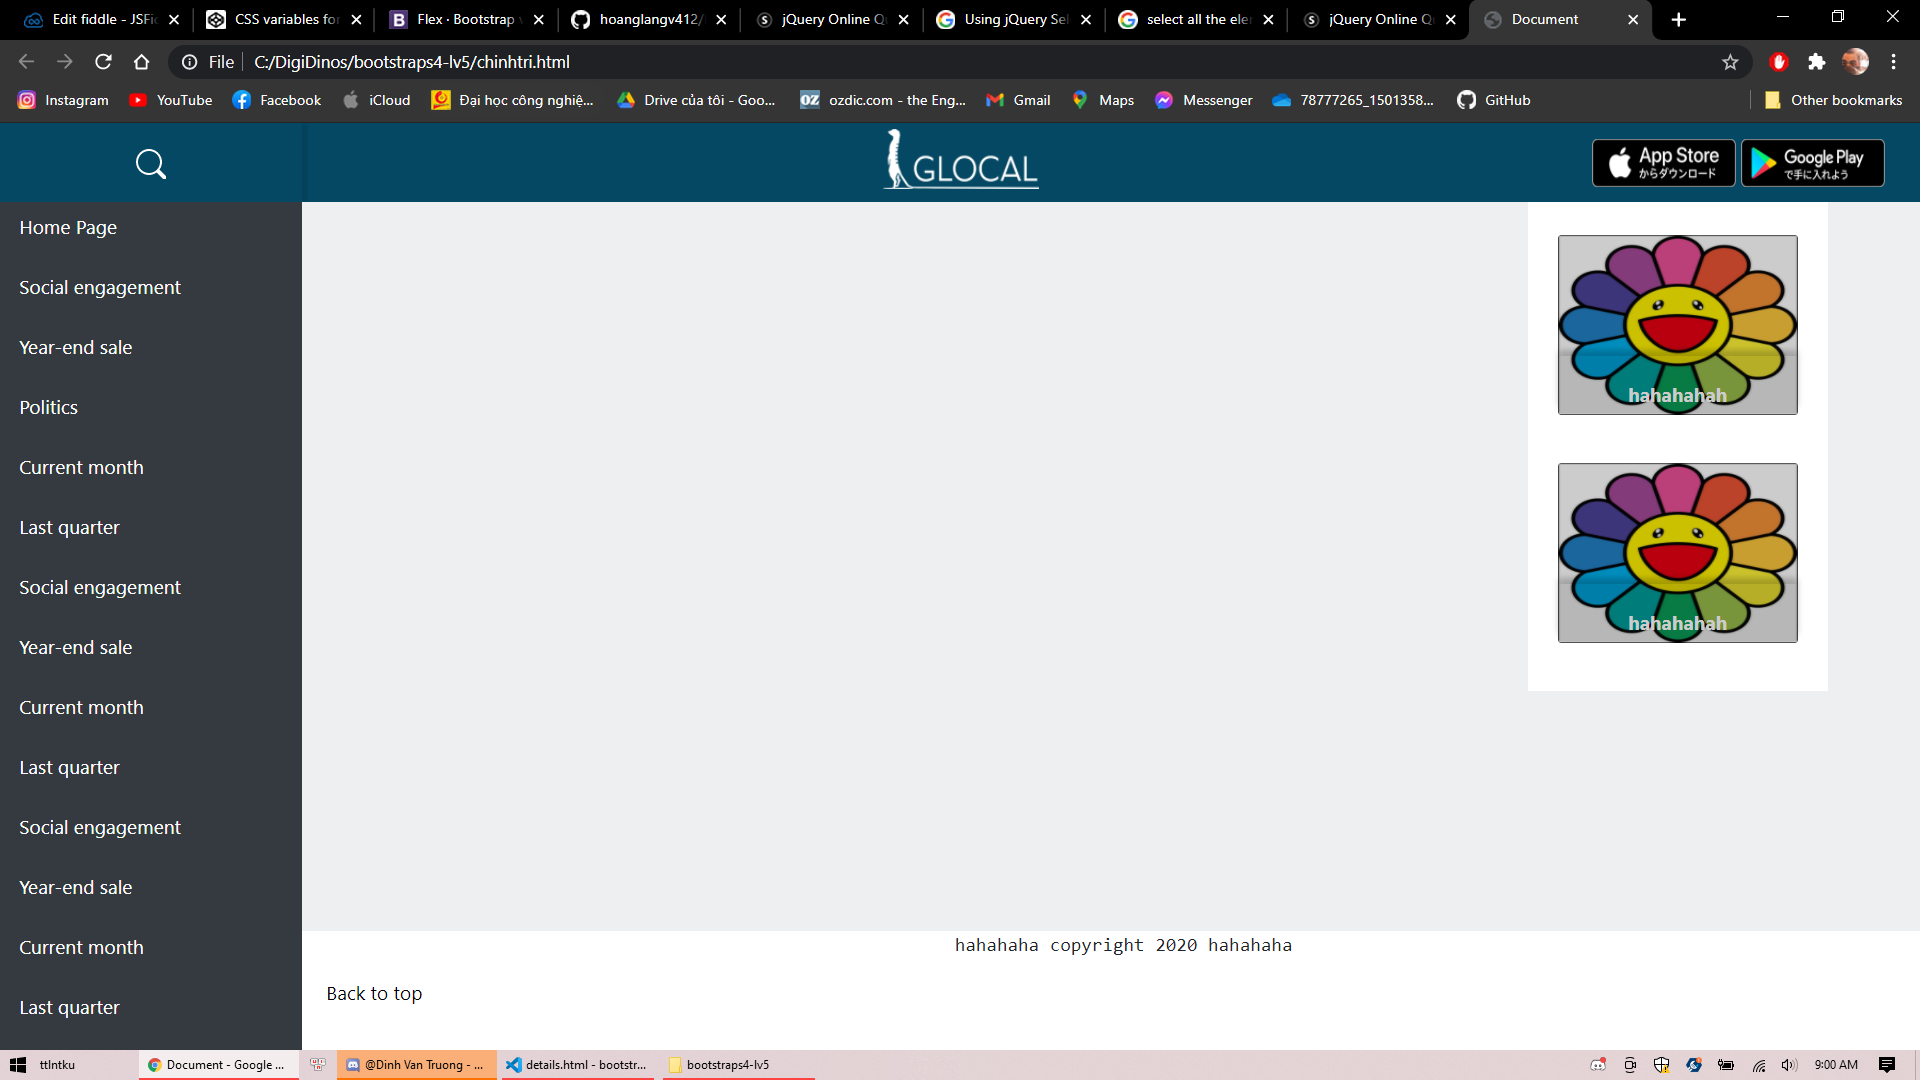 Edit fiddle - JSFi
CSS variables for
Flex · Bootstrap
hoanglangv412/
jQuery Online Q
Using jQuery Sel
select all the eler
jQuery Online Q
Document
File
C:/DigiDinos/bootstraps4-lv5/chinhtri.html
Instagram
YouTube
Facebook
iCloud
Đại học công nghiệ...
Drive của tôi - Goo...
OZ
ozdic.com - the Eng...
Gmail
Maps
Messenger
78777265_1501358...
GitHub
Other bookmarks
GLOCAL
App Store
からダウンロード
Google Play
で手に入れよう
Home Page
Social engagement
Year-end sale
Politics
Current month
Last quarter
Social engagement
Year-end sale
Current month
Last quarter
Social engagement
Year-end sale
Current month
Last quarter
hahahahah
hahahahah
hahahaha copyright 2020 hahahaha
Back to top
ttlntku
Document - Google ...
@Dinh Van Truong - ...
details.html - bootstr...
bootstraps4-lv5
9:00 AM